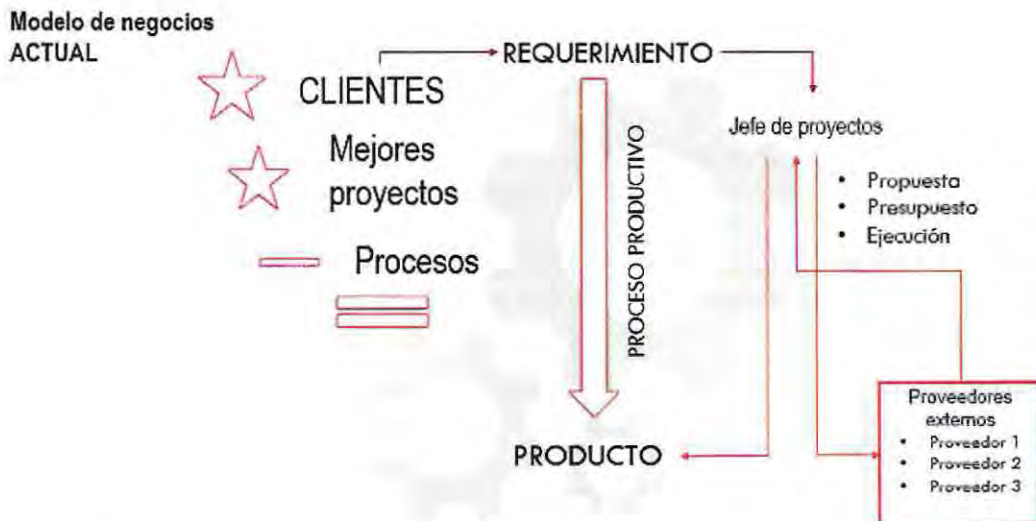 Modelo de negocios
ACTUAL
CLIENTES
Mejores
proyectos
Procesos
REQUERIMIENTO
PROCESO PRODUCTIVO
PRODUCTO
Jefe de proyectos
• Propuesta
• Presupuesto
• Ejecución
Proveedores
externos
• Proveedor 1
• Proveedor 2
• Proveedor 3